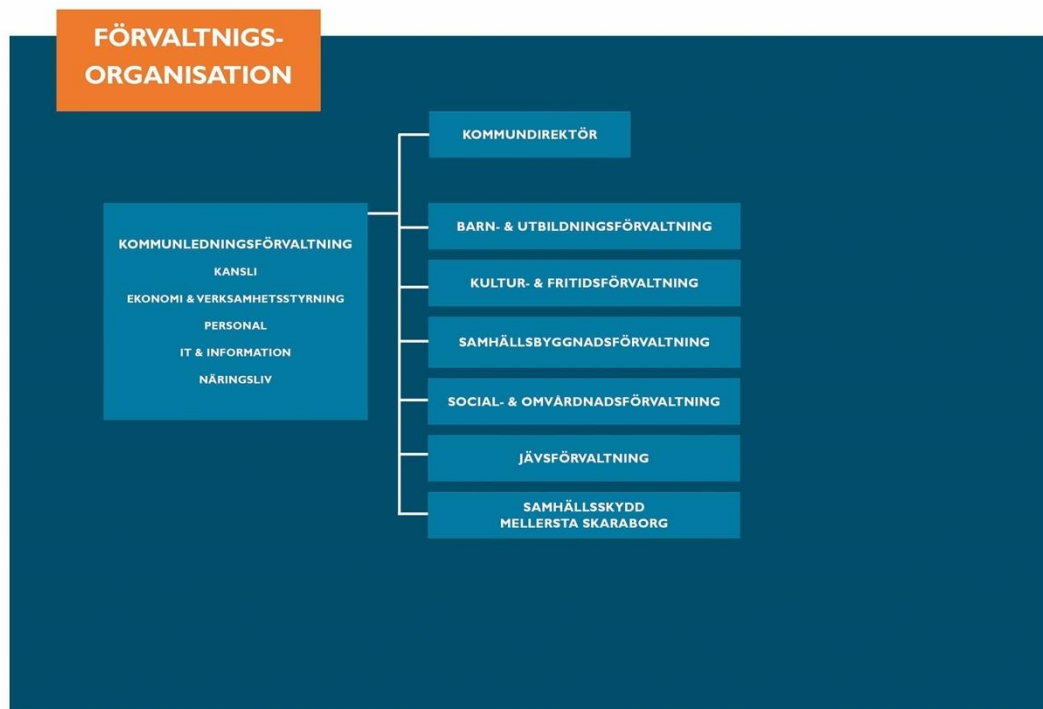 FÖRVALTNIGS-
ORGANISATION
KOMMUNDIREKTÖR
KOMMUNLEDNINGSFÖRVALTNING
KANSLI
EKONOMI & VERKSAMHETSSTYRNING
PERSONAL
IT & INFORMATION
NÄRINGSLIV
BARN- & UTBILDNINGSFÖRVALTNING
KULTUR- & FRITIDSFÖRVALTNING
SAMHÄLLSBYGGNADSFÖRVALTNING
SOCIAL- & OMVÅRDNADSFÖRVALTNING
JÄVSFÖRVALTNING
SAMHÄLLSSKYDD
MELLERSTA SKARABORG